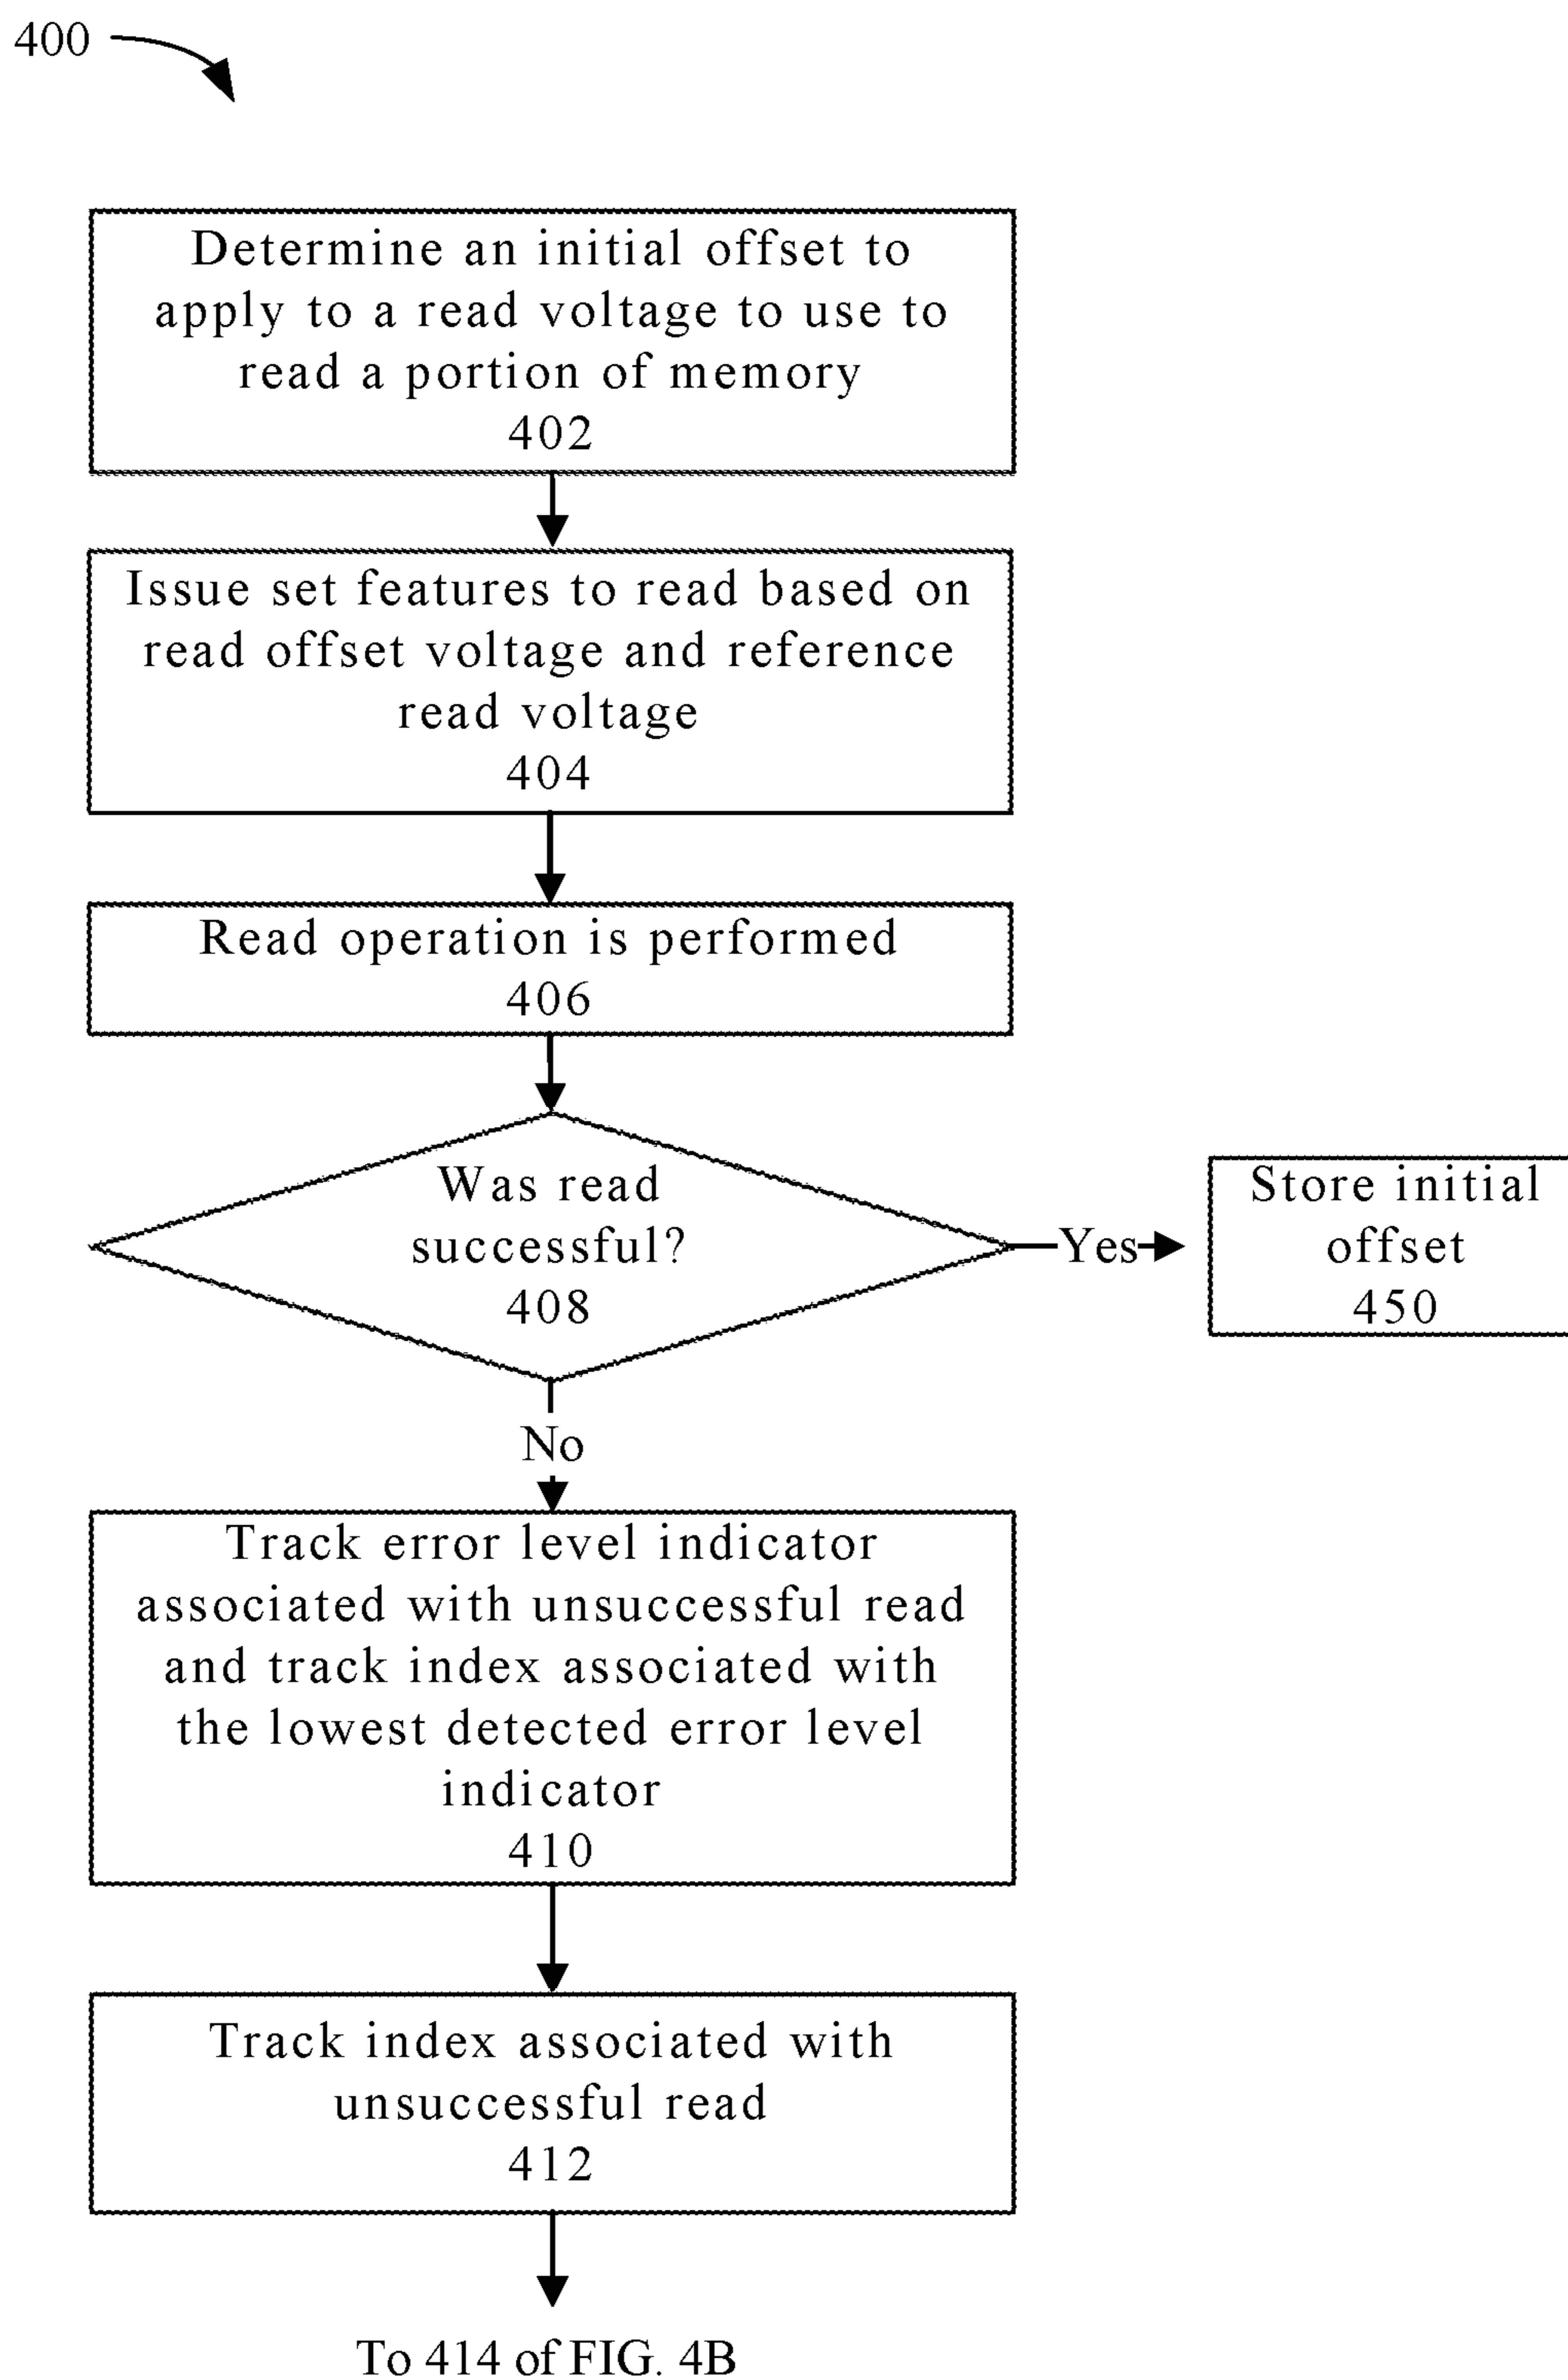 400
Determine an initial offset to
apply to a read voltage to use to
read a portion of memory
402
Issue set features to read based on
read offset voltage and reference
read voltage
404
Read operation is performed
406
Was read
successful?
408
Yes
Store initial
offset
450
No
Track error level indicator
associated with unsuccessful read
and track index associated with
the lowest detected error level
indicator
410
Track index associated with
unsuccessful read
412
To 414 of FIG. 4B